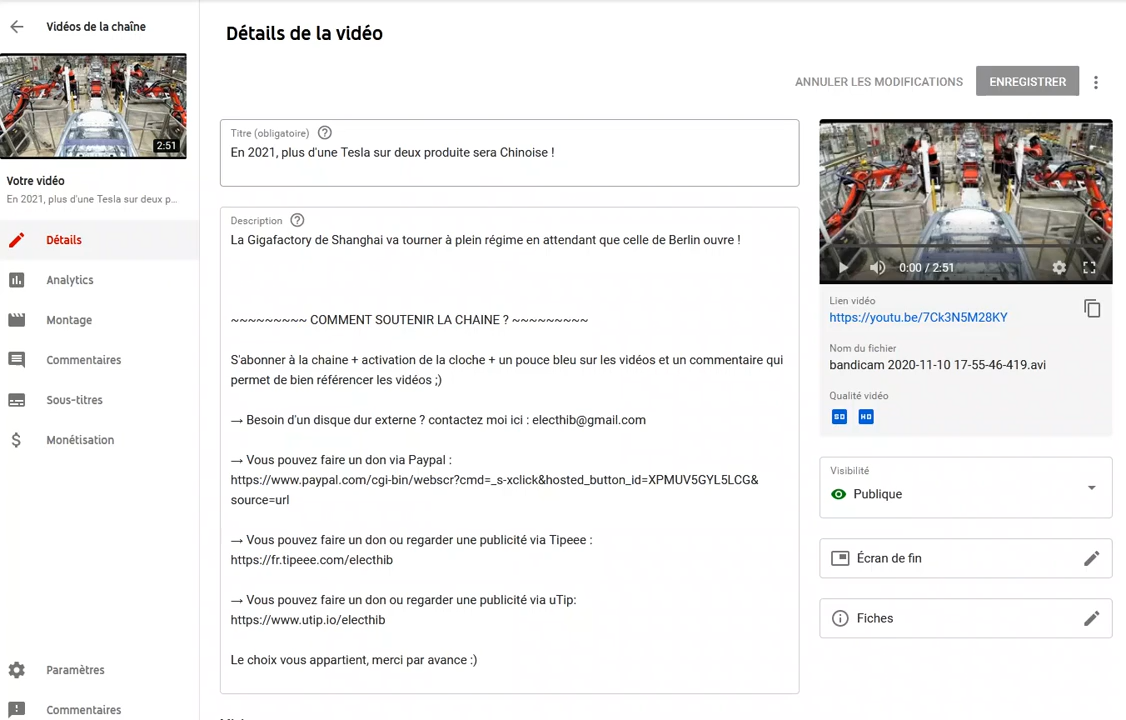 Vidéos de la chaîne
2:51
Votre vidéo
En 2021, plus d'une Tesla sur deux p...
Détails
Analytics
Montage
Commentaires
Sous-titres
Monétisation
Paramètres
Commentaires
Détails de la vidéo
ANNULER LES MODIFICATIONS
ENREGISTRER
Titre (obligatoire)
En 2021, plus d'une Tesla sur deux produite sera Chinoise !
Description
La Gigafactory de Shanghai va tourner à plein régime en attendant que celle de Berlin ouvre !
~~~~~~~~~ COMMENT SOUTENIR LA CHAINE ? ~~~~~~~~~
S'abonner à la chaine + activation de la cloche + un pouce bleu sur les vidéos et un commentaire qui
permet de bien référencer les vidéos ;)
→ Besoin d'un disque dur externe ? contactez moi ici : electhib@gmail.com
→ Vous pouvez faire un don via Paypal :
https://www.paypal.com/cgi-bin/webscr?cmd=_s-xclick&hosted_button_id=XPMUV5GYL5LCG&
source=url
→ Vous pouvez faire un don ou regarder une publicité via Tipeee :
https://fr.tipeee.com/electhib
→ Vous pouvez faire un don ou regarder une publicité via uTip:
https://www.utip.io/electhib
Le choix vous appartient, merci par avance :)
0:00 / 2:51
Lien vidéo
https://youtu.be/7Ck3N5M28KY
Nom du fichier
bandicam 2020-11-10 17-55-46-419.avi
Qualité vidéo
SD HD
Visibilité
Publique
Écran de fin
Fiches